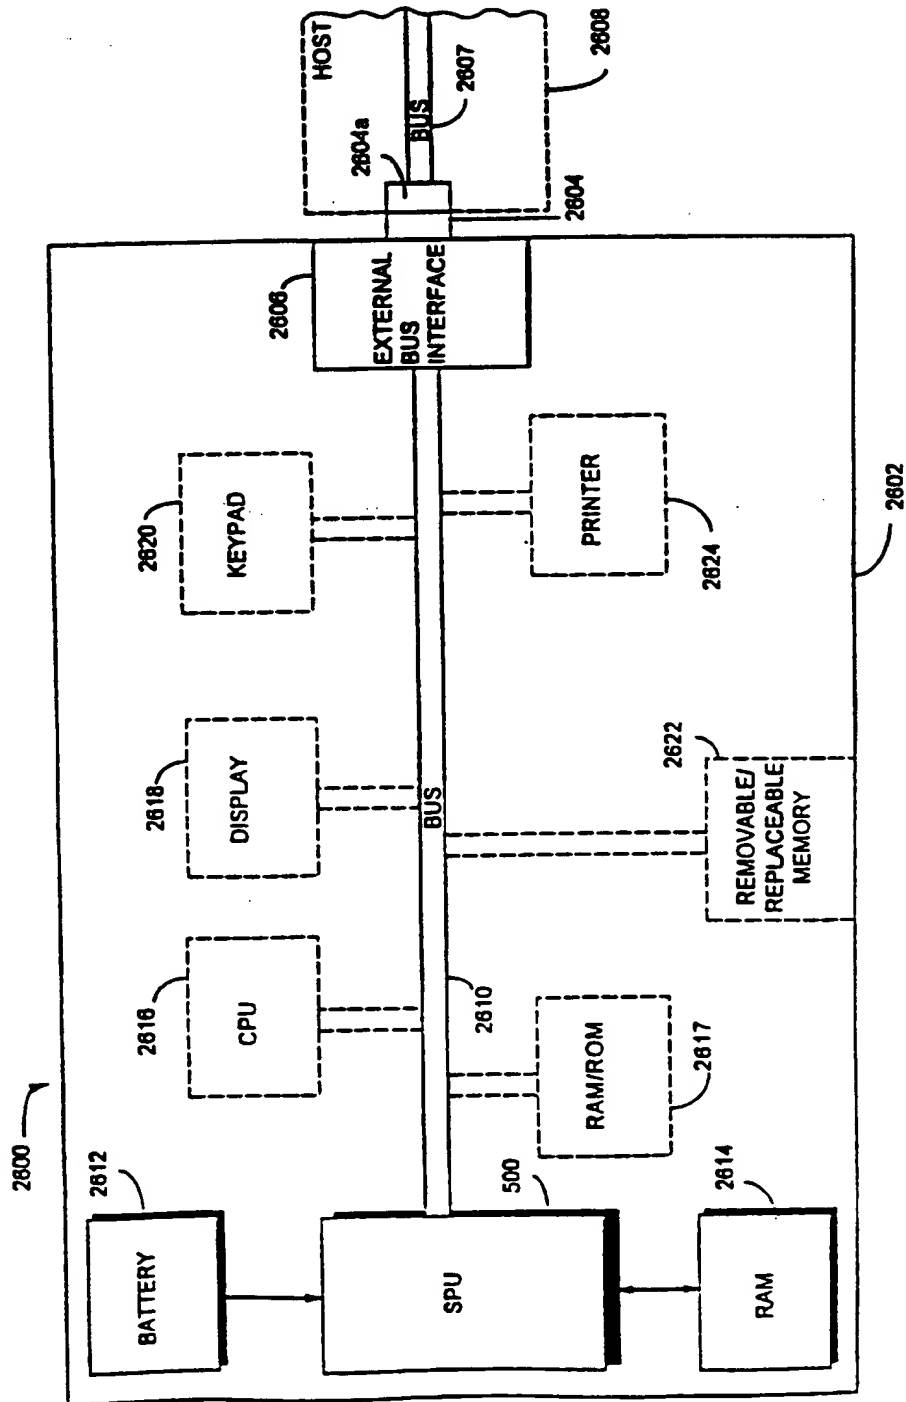 2600
2612
BATTERY
SPU
500
RAM
2614
2616
CPU
2618
DISPLAY
2620
KEYPAD
BUS
2610
RAM/ROM
2617
2622
REMOVABLE/
REPLACEABLE
MEMORY
PRINTER
2624
2602
2606
EXTERNAL
BUS
INTERFACE
2604
2604a
HOST
BUS
2607
2608